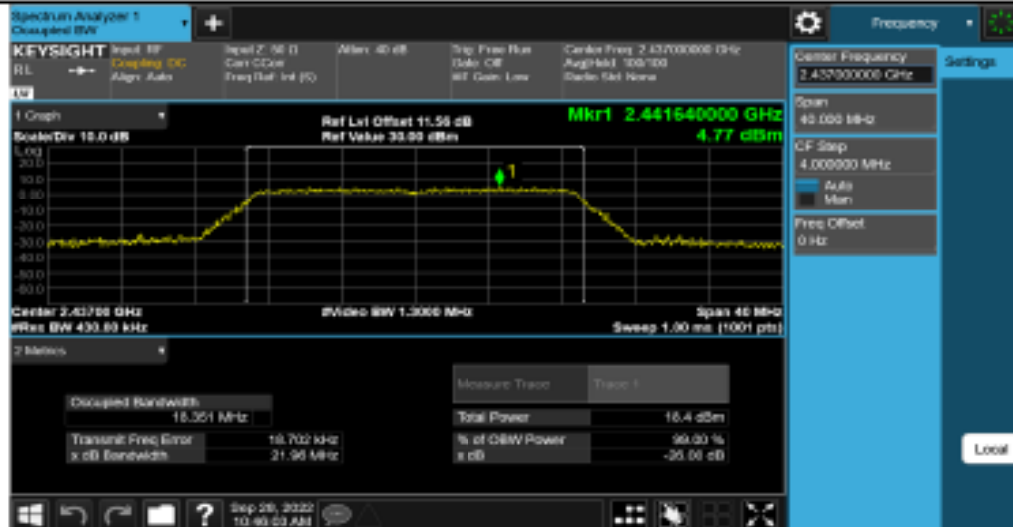 Spectrum Analyzer 1
Occupied BW
Frequency
KEYSIGHT Input: RF Input Z: 50 Ω Atten: 40 dB Trig: Free Run Center Freq: 2.437000000 GHz
RL Coupling: DC Corr CCorr Gate: Off Avg|Hold: 100/100
Align: Auto Freq Ref: Int (S) #IF Gain: Low Radio Std: None
Center Frequency
2.437000000 GHz
Settings
Span
40.000 MHz
CF Step
4.000000 MHz
Auto
Man
Freq Offset
0 Hz
Local
1 Graph
Scale/Div 10.0 dB
Ref Lvl Offset 11.56 dB
Ref Value 30.00 dBm
Mkr1 2.441640000 GHz
4.77 dBm
Log
20.0
10.0
0.00
-10.0
-20.0
-30.0
-40.0
-50.0
-60.0
1
Center 2.43700 GHz #Video BW 1.3000 MHz Span 40 MHz
#Res BW 430.00 kHz Sweep 1.00 ms (1001 pts)
2 Metrics
Measure Trace Trace 1
Occupied Bandwidth
18.351 MHz
Total Power 18.4 dBm
Transmit Freq Error 18.702 kHz % of OBW Power 99.00 %
x dB Bandwidth 21.96 MHz x dB -26.00 dB
Sep 28, 2022
10:46:03 AM